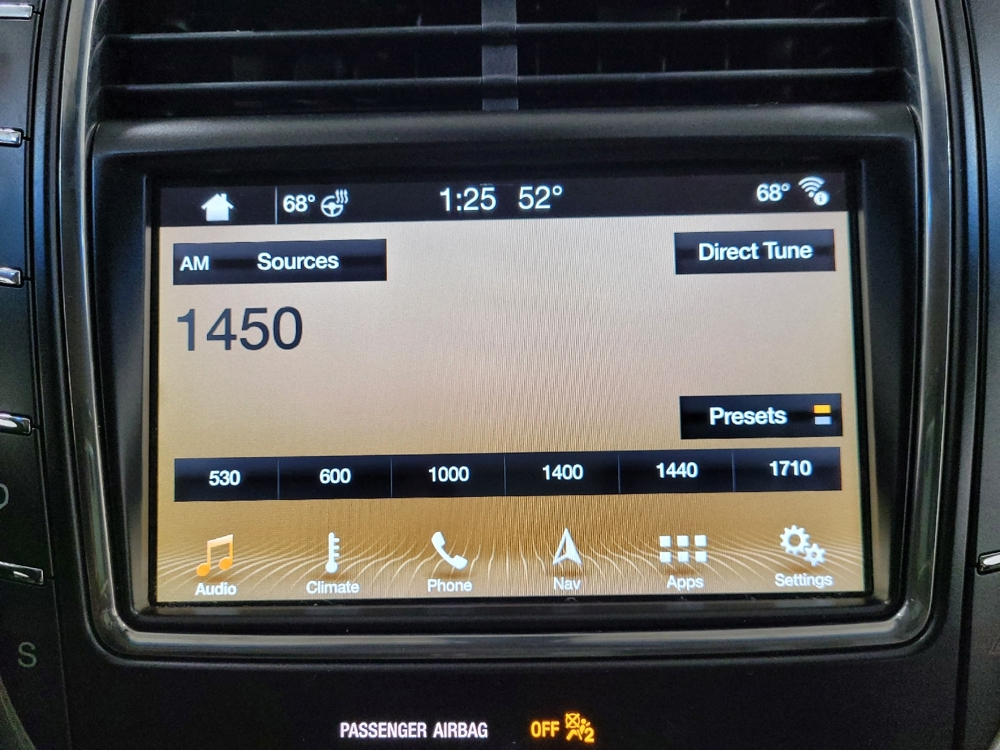 68° 1:25 52° 68°
AM Sources Direct Tune
1450
Presets
530 600 1000 1400 1440 1710
Audio Climate Phone Nav Apps Settings
S
PASSENGER AIRBAG OFF 2